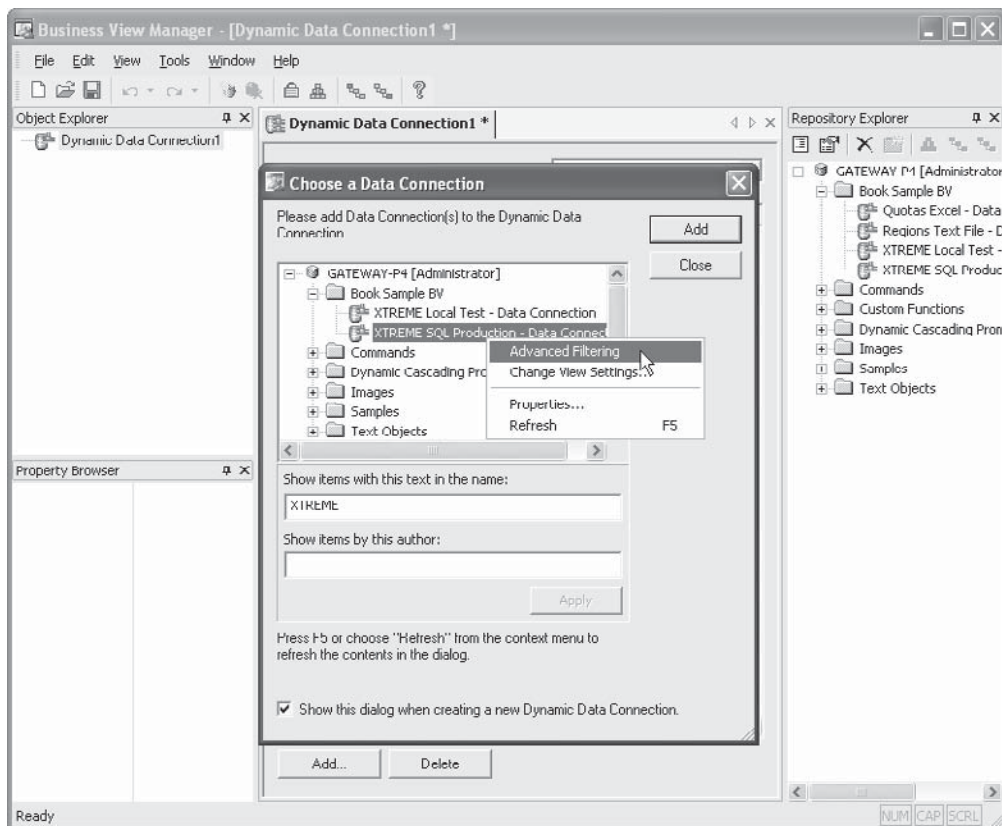 Business View Manager - [Dynamic Data Connection1 *]
File Edit View Tools Window Help
Object Explorer
Dynamic Data Connection1
Property Browser
Dynamic Data Connection1 *
Choose a Data Connection
Please add Data Connection(s) to the Dynamic Data
Connection
Add
Close
GATEWAY-P4 [Administrator]
Book Sample BV
XTREME Local Test - Data Connection
XTREME SQL Production - Data Connect
Commands
Dynamic Cascading Pro
Images
Samples
Text Objects
Advanced Filtering
Change View Settings...
Properties...
Refresh F5
Show items with this text in the name:
XTREME
Show items by this author:
Apply
Press F5 or choose "Refresh" from the context menu to
refresh the contents in the dialog.
Show this dialog when creating a new Dynamic Data Connection.
Add...
Delete
Repository Explorer
GATEWAY P4 [Administrator
Book Sample BV
Quotas Excel - Data
Regions Text File - D
XTREME Local Test -
XTREME SQL Produc
Commands
Custom Functions
Dynamic Cascading Prom
Images
Samples
Text Objects
Ready
NUM CAP SCRL